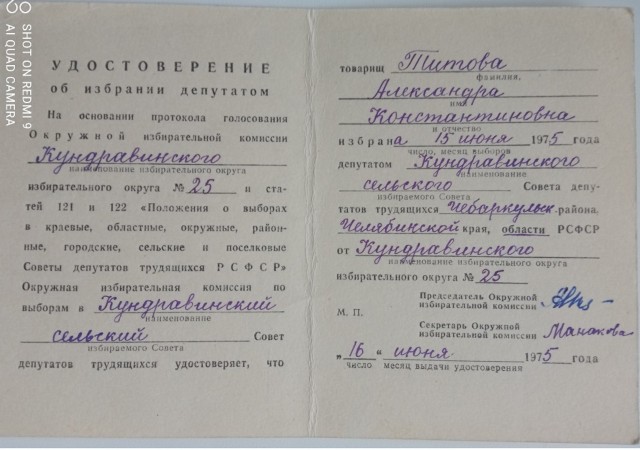 SHOT ON REDMI 9
AI QUAD CAMERA
УДОСТОВЕРЕНИЕ
об избрании депутатом
На основании протокола голосования
Окружной избирательной комиссии
Кундравинского
наименование избирательного округа
избирательного округа № 25 и ста-
тей 121 и 122 «Положения о выборах
в краевые, областные, окружные, район-
ные, городские, сельские и поселковые
Советы депутатов трудящихся РСФСР»
Окружная избирательная комиссия по
выборам в Кундравинский
наименование
сельский Совет
избираемого Совета
депутатов трудящихся удостоверяет, что
товарищ Титова
фамилия,
Александра
имя
Константиновна
и отчество
избрана 15 июня 1975 года
число, месяц выборов
депутатом Кундравинского
наименование
сельского Совета депу-
избираемого Совета
татов трудящихся Чебаркульск. района,
Челябинской края, области РСФСР
от Кундравинского
наименование избирательного округа
избирательного округа № 25
Председатель Окружной
избирательной комиссии
М. П.
Секретарь Окружной
избирательной комиссии Манакова
„16 “ июня 1975 года
число месяц выдачи удостоверения